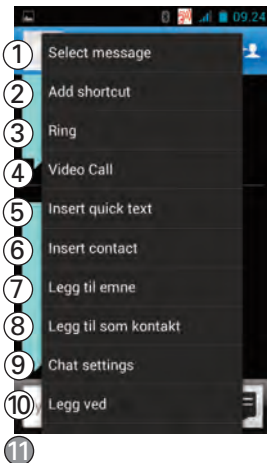 09.24
1 Select message
2 Add shortcut
3 Ring
4 Video Call
5 Insert quick text
6 Insert contact
7 Legg til emne
8 Legg til som kontakt
9 Chat settings
10 Legg ved
11